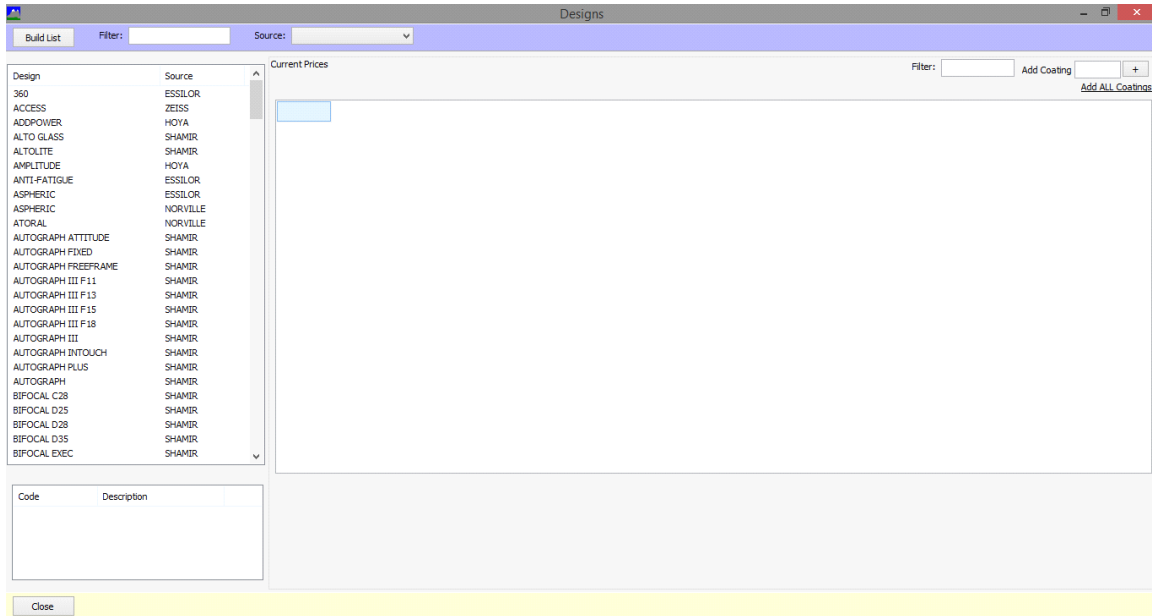 Designs
Build List Filter: Source:
Current Prices Filter: Add Coating +
Add ALL Coatings
Design Source
360 ESSILOR
ACCESS ZEISS
ADDPOWER HOYA
ALTO GLASS SHAMIR
ALTOLITE SHAMIR
AMPLITUDE HOYA
ANTI-FATIGUE ESSILOR
ASPHERIC ESSILOR
ASPHERIC NORVILLE
ATORAL NORVILLE
AUTOGRAPH ATTITUDE SHAMIR
AUTOGRAPH FIXED SHAMIR
AUTOGRAPH FREEFRAME SHAMIR
AUTOGRAPH III F11 SHAMIR
AUTOGRAPH III F13 SHAMIR
AUTOGRAPH III F15 SHAMIR
AUTOGRAPH III F18 SHAMIR
AUTOGRAPH III SHAMIR
AUTOGRAPH INTOUCH SHAMIR
AUTOGRAPH PLUS SHAMIR
AUTOGRAPH SHAMIR
BIFOCAL C28 SHAMIR
BIFOCAL D25 SHAMIR
BIFOCAL D28 SHAMIR
BIFOCAL D35 SHAMIR
BIFOCAL EXEC SHAMIR
Code Description
Close